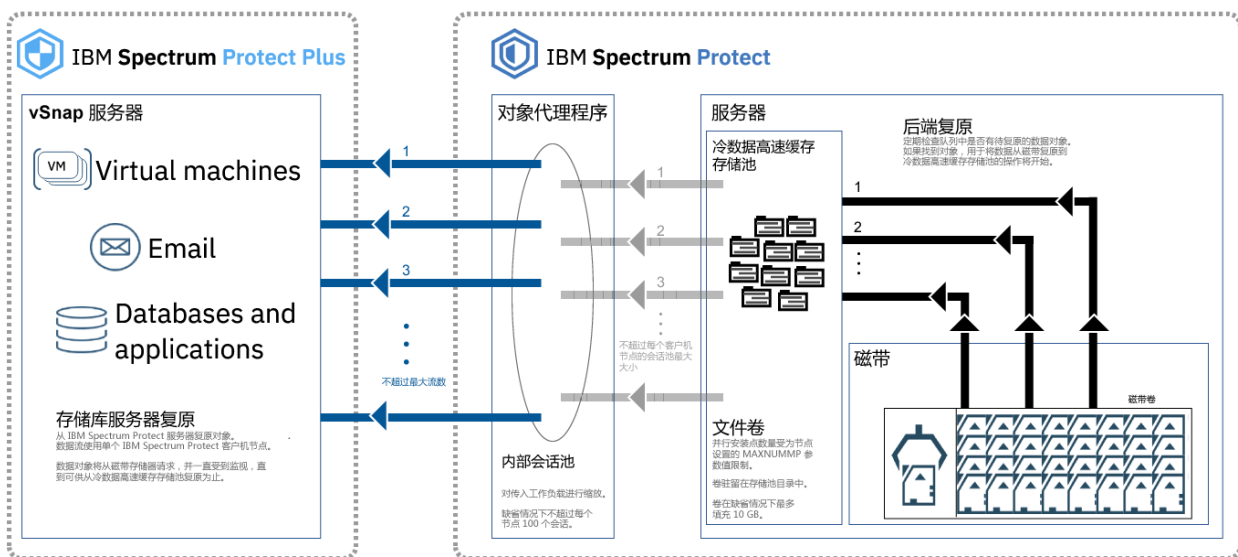 IBM Spectrum Protect Plus
vSnap 服务器
VM
Virtual machines
Email
Databases and
applications
存储库服务器复原
从 IBM Spectrum Protect 服务器复原对象。
数据流使用单个 IBM Spectrum Protect 客户机节点。
数据对象将从磁带存储器请求，并一直受到监视，直
到可供从冷数据高速缓存存储池复原为止。
1
2
3
不超过最大流数
IBM Spectrum Protect
对象代理程序
内部会话池
对传入工作负载进行缩放。
缺省情况下不超过每个
节点 100 个会话。
1
2
3
不超过每个客户机
节点的会话池最大
大小
服务器
冷数据高速缓存
存储池
文件卷
并行安装点数量受为节点
设置的 MAXNUMMP 参
数值限制。
卷驻留在存储池目录中。
卷在缺省情况下最多
填充 10 GB。
后端复原
定期检查队列中是否有待复原的数据对象。
如果找到对象，用于将数据从磁带复原到
冷数据高速缓存存储池的操作将开始。
1
2
磁带
磁带卷